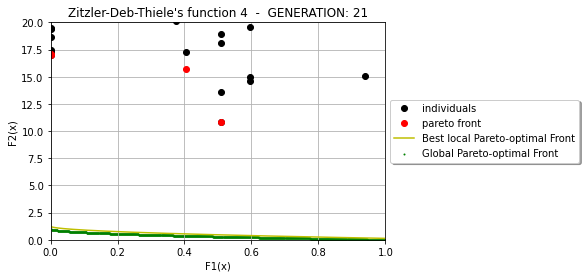 Zitzler-Deb-Thiele's function 4 - GENERATION: 21
20.0
17.5
15.0
12.5
10.0
7.5
5.0
2.5
0.0
F2(x)
0.0 0.2 0.4 0.6 0.8 1.0
F1(x)
individuals
pareto front
Best local Pareto-optimal Front
Global Pareto-optimal Front